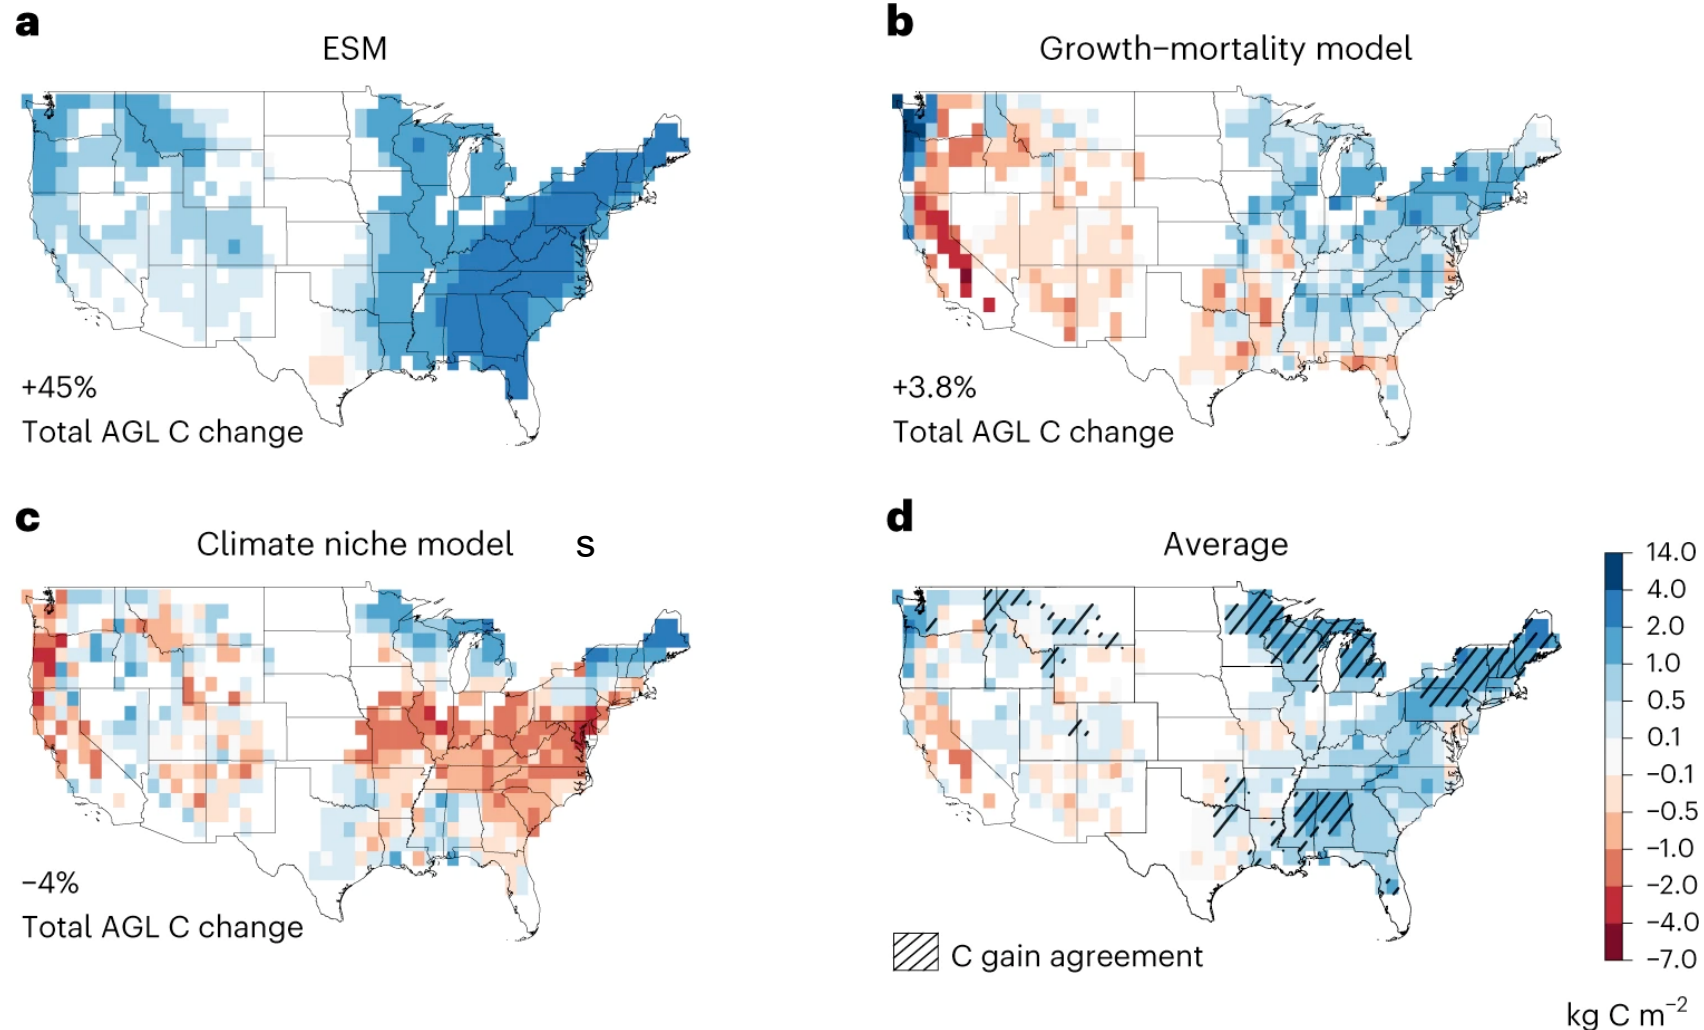 a
ESM
+45%
Total AGL C change
b
Growth–mortality model
+3.8%
Total AGL C change
c
Climate niche model s
−4%
Total AGL C change
d
Average
C gain agreement
14.0
4.0
2.0
1.0
0.5
0.1
−0.1
−0.5
−1.0
−2.0
−4.0
−7.0
kg C m⁻²